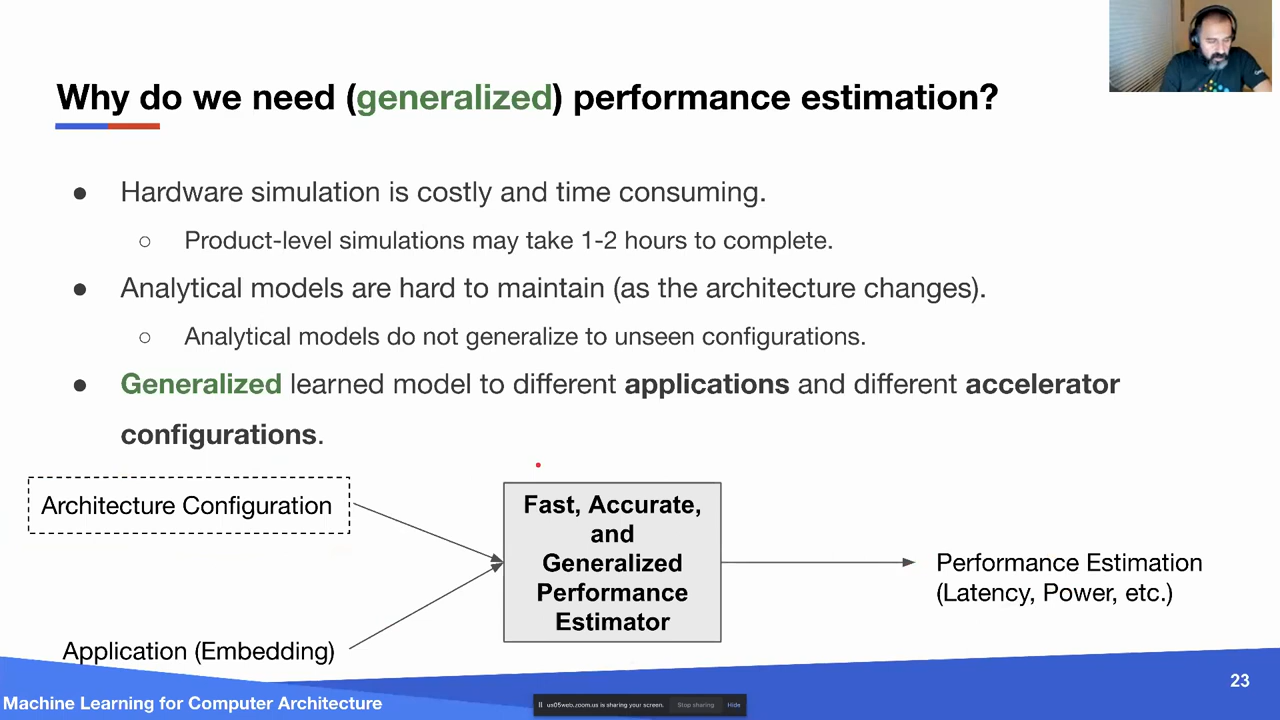 Why do we need (generalized) performance estimation?
● Hardware simulation is costly and time consuming.
○ Product-level simulations may take 1-2 hours to complete.
● Analytical models are hard to maintain (as the architecture changes).
○ Analytical models do not generalize to unseen configurations.
● Generalized learned model to different applications and different accelerator
configurations.
Architecture Configuration
Fast, Accurate,
and
Generalized
Performance
Estimator
Performance Estimation
(Latency, Power, etc.)
Application (Embedding)
23
Machine Learning for Computer Architecture
us05web.zoom.us is sharing your screen. Stop sharing Hide